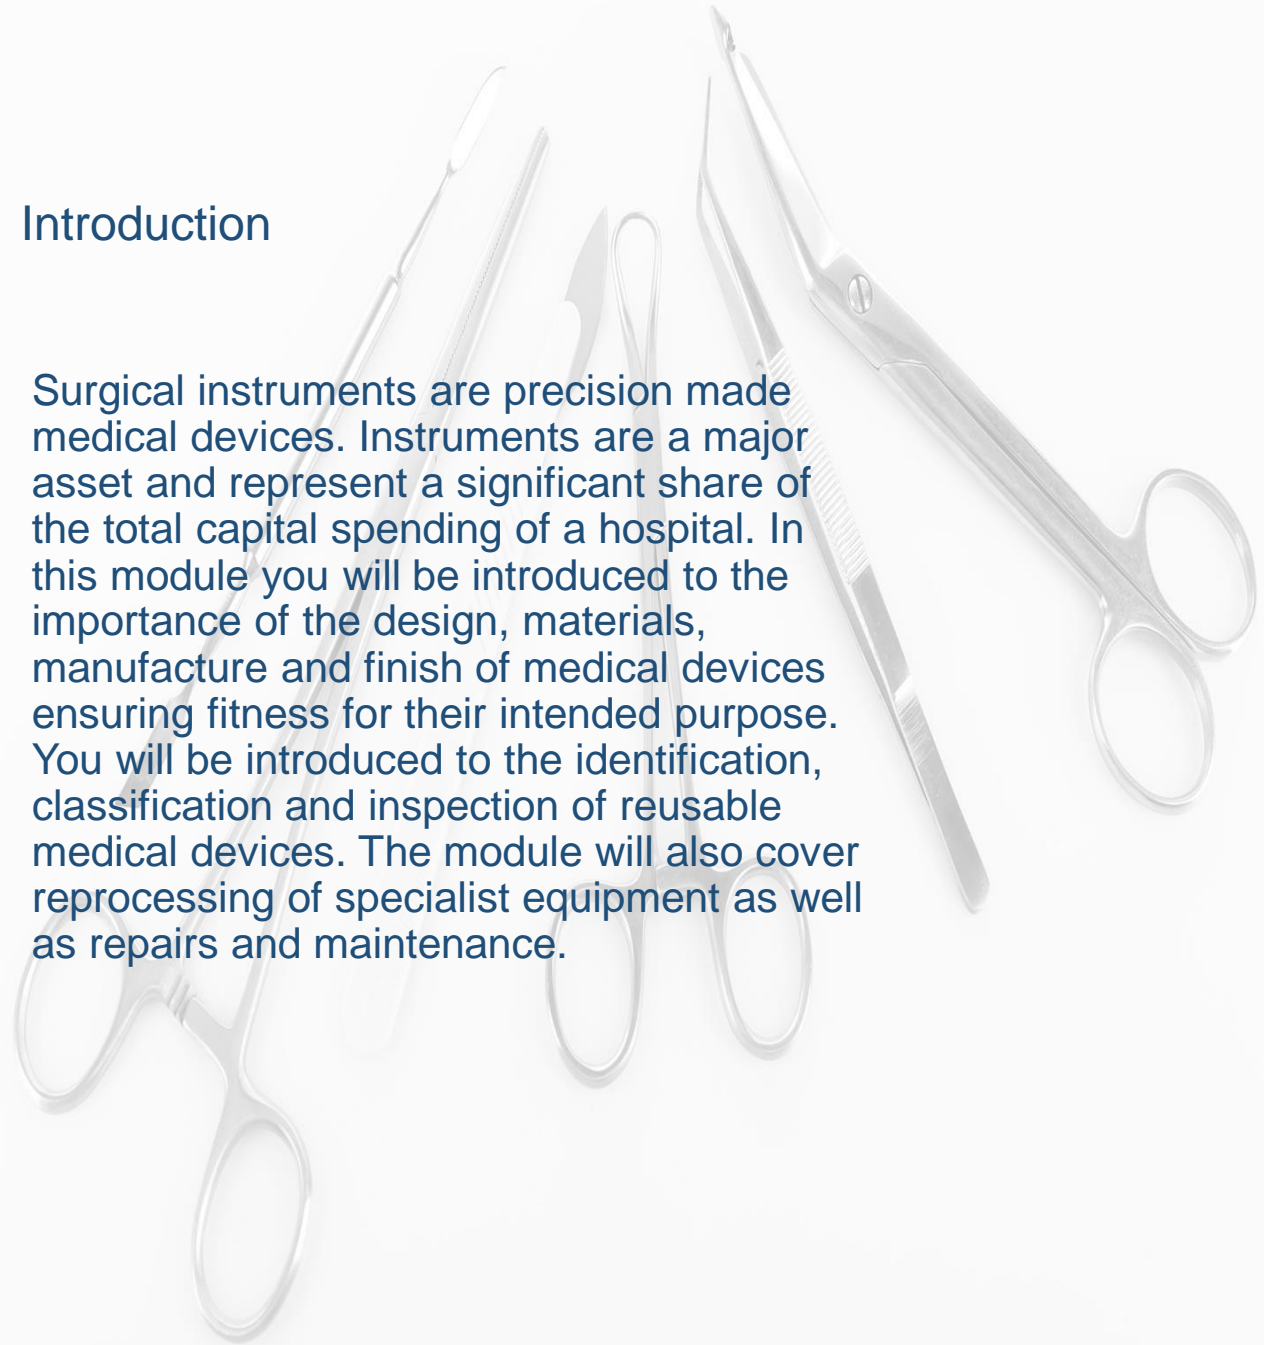 Introduction
Surgical instruments are precision made
medical devices. Instruments are a major
asset and represent a significant share of
the total capital spending of a hospital. In
this module you will be introduced to the
importance of the design, materials,
manufacture and finish of medical devices
ensuring fitness for their intended purpose.
You will be introduced to the identification,
classification and inspection of reusable
medical devices. The module will also cover
reprocessing of specialist equipment as well
as repairs and maintenance.